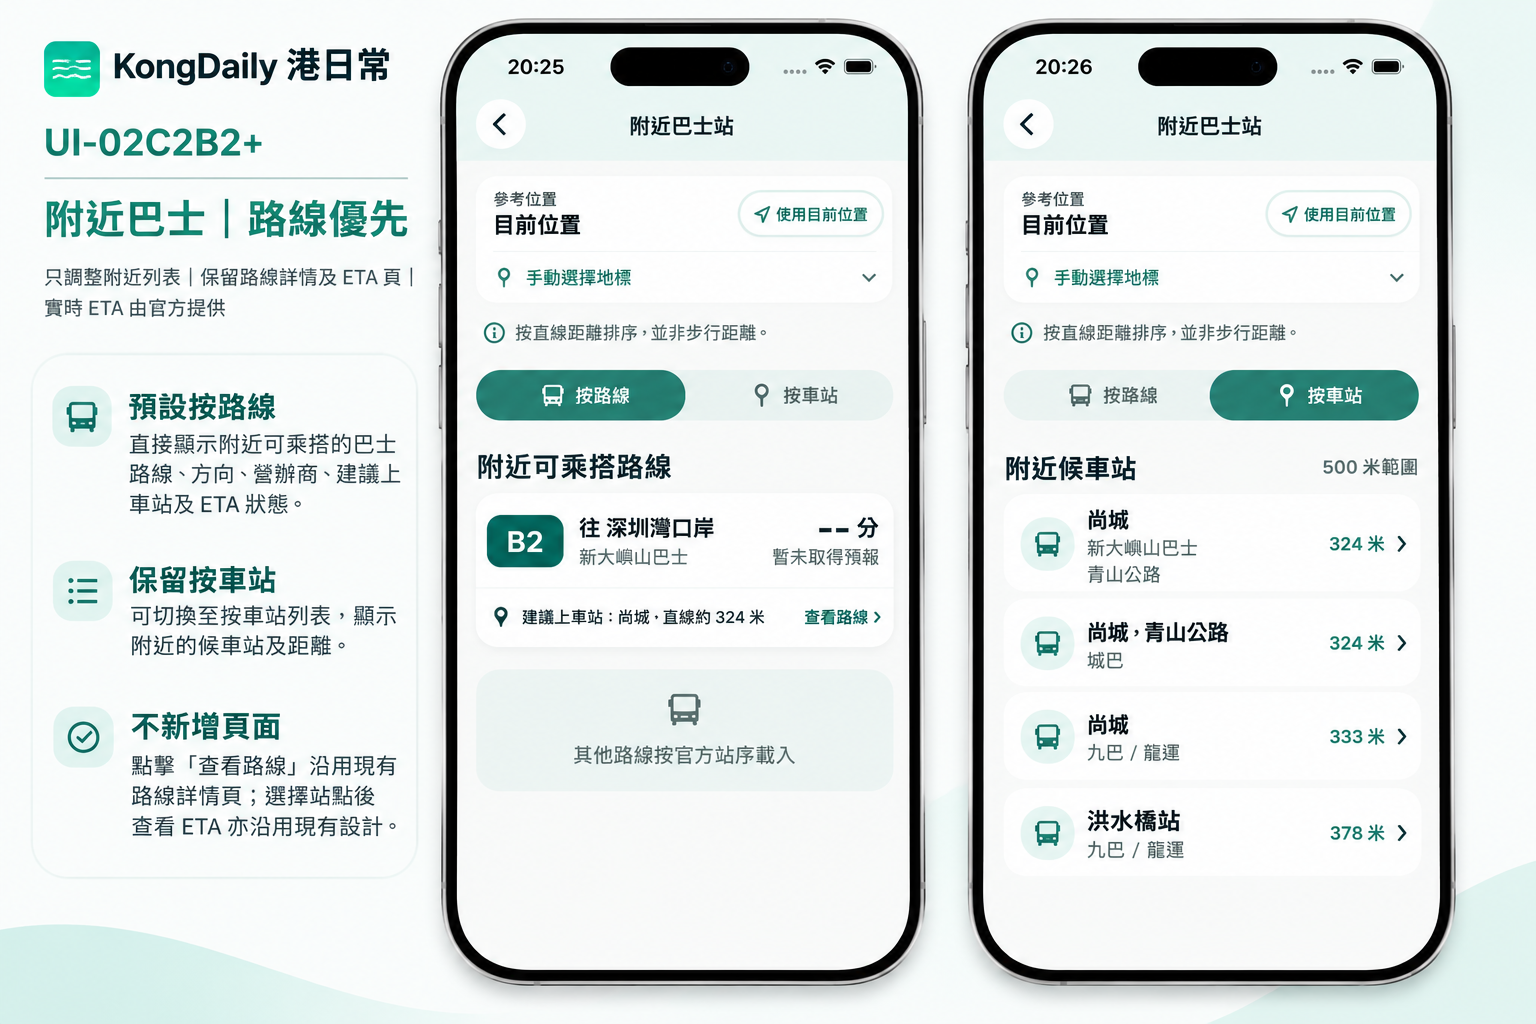 KongDaily 港日常
UI-02C2B2+
附近巴士｜路線優先
只調整附近列表｜保留路線詳情及 ETA 頁｜
實時 ETA 由官方提供
預設按路線
直接顯示附近可乘搭的巴士
路線、方向、營辦商、建議上
車站及 ETA 狀態。
保留按車站
可切換至按車站列表，顯示
附近的候車站及距離。
不新增頁面
點擊「查看路線」沿用現有
路線詳情頁；選擇站點後
查看 ETA 亦沿用現有設計。
20:25
附近巴士站
參考位置
目前位置
使用目前位置
手動選擇地標
按直線距離排序，並非步行距離。
按路線
按車站
附近可乘搭路線
B2
往 深圳灣口岸
新大嶼山巴士
-- 分
暫未取得預報
建議上車站：尚城·直線約 324 米
查看路線
其他路線按官方站序載入
20:26
附近巴士站
參考位置
目前位置
使用目前位置
手動選擇地標
按直線距離排序，並非步行距離。
按路線
按車站
附近候車站
500 米範圍
尚城
新大嶼山巴士
青山公路
324 米
尚城，青山公路
城巴
324 米
尚城
九巴 / 龍運
333 米
洪水橋站
九巴 / 龍運
378 米